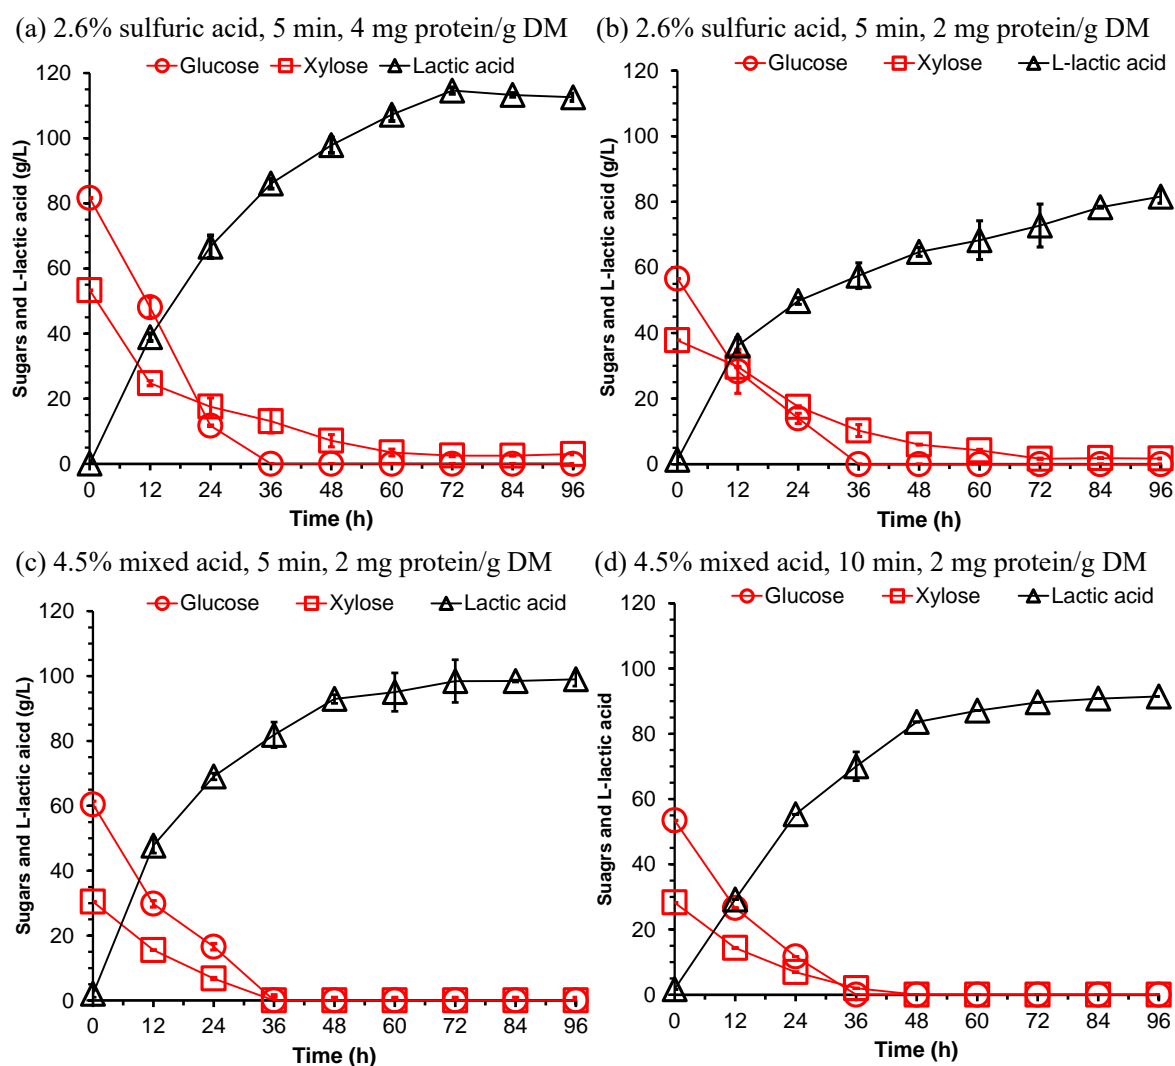 (a) 2.6% sulfuric acid, 5 min, 4 mg protein/g DM
Glucose Xylose Lactic acid
120
100
80
60
40
20
0
Sugars and L-lactic acid (g/L)
0 12 24 36 48 60 72 84 96
Time (h)
(b) 2.6% sulfuric acid, 5 min, 2 mg protein/g DM
Glucose Xylose L-lactic acid
120
100
80
60
40
20
0
Sugars and L-lactic acid (g/L)
0 12 24 36 48 60 72 84 96
Time (h)
(c) 4.5% mixed acid, 5 min, 2 mg protein/g DM
Glucose Xylose Lactic acid
120
100
80
60
40
20
0
Sugars and L-lactic aicd (g/L)
0 12 24 36 48 60 72 84 96
Time (h)
(d) 4.5% mixed acid, 10 min, 2 mg protein/g DM
Glucose Xylose Lactic acid
120
100
80
60
40
20
0
Suagrs and L-lactic acid
0 12 24 36 48 60 72 84 96
Time (h)